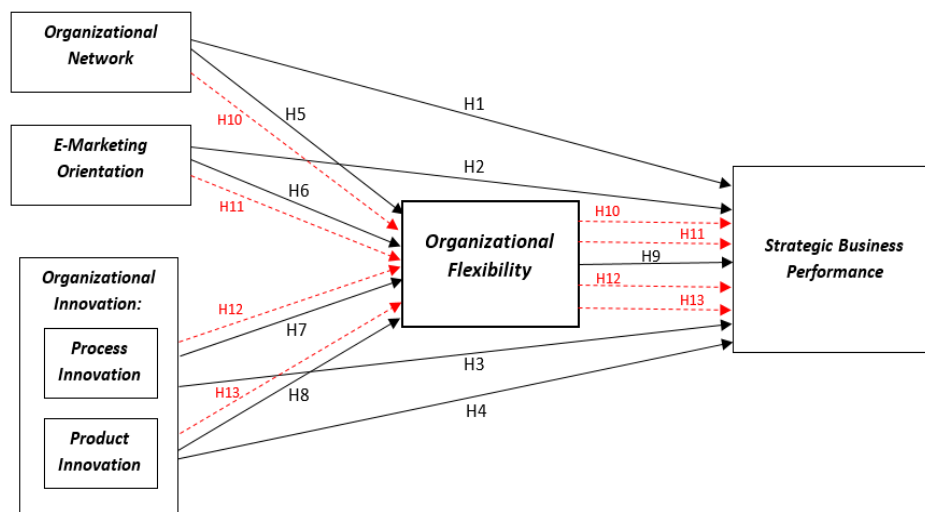 Organizational
Network
H1
H5
H10
E-Marketing
Orientation
H2
H6
H11
Organizational
Flexibility
H10
H11
H9
H12
H13
Strategic Business
Performance
Organizational
Innovation:
Process
Innovation
Product
Innovation
H12
H7
H3
H13
H8
H4